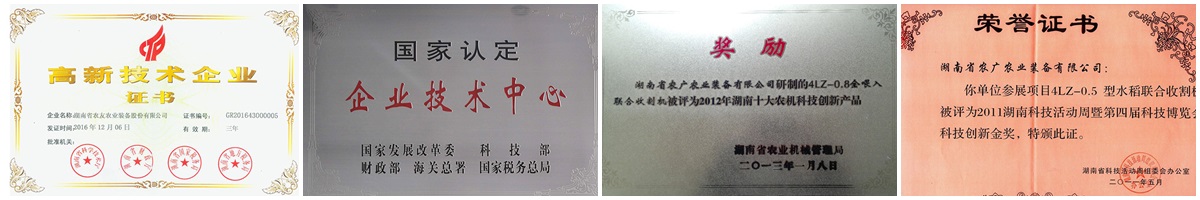 高新技术企业
证书
企业名称:湖南省农友农业装备股份有限公司
证书编号:
发证时间:2016年12月06日
有效期:三年
批准机关:
国家认定
企业技术中心
国家发展改革委 科技部
财政部 海关总署 国家税务总局
奖励
湖南省农广农业装备有限公司研制的4LZ-0.8全喂入
联合收割机被评为2012年湖南十大农机科技创新产品
湖南省农业机械管理局
二〇一三年一月八日
荣誉证书
湖南省农广农业装备有限公司:
你单位参展项目4LZ-0.5 型水稻联合收割机
被评为2011湖南科技活动周暨第四届科技博览会
科技创新金奖,特颁此证。
湖南省科技活动周组委会办公室
二〇一一年五月